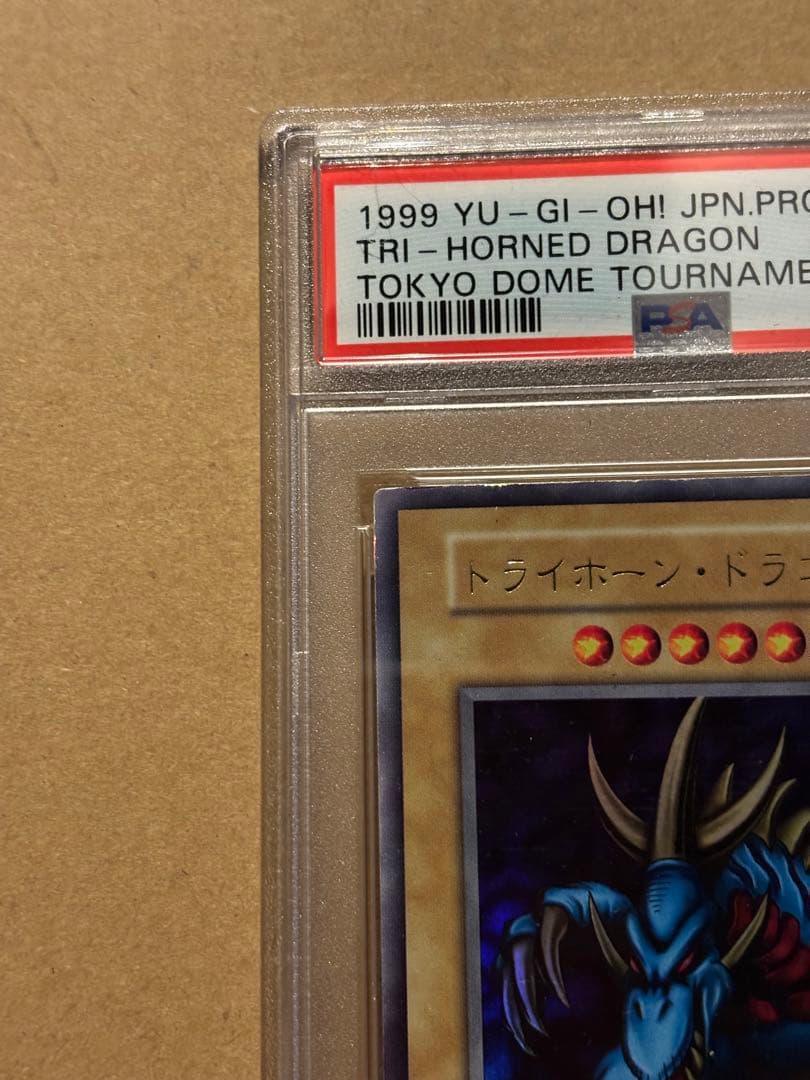 1999 YU-GI-OH! JPN.PRO
TRI-HORNED DRAGON
TOKYO DOME TOURNAME
PSA
トライホーン・ドラゴ